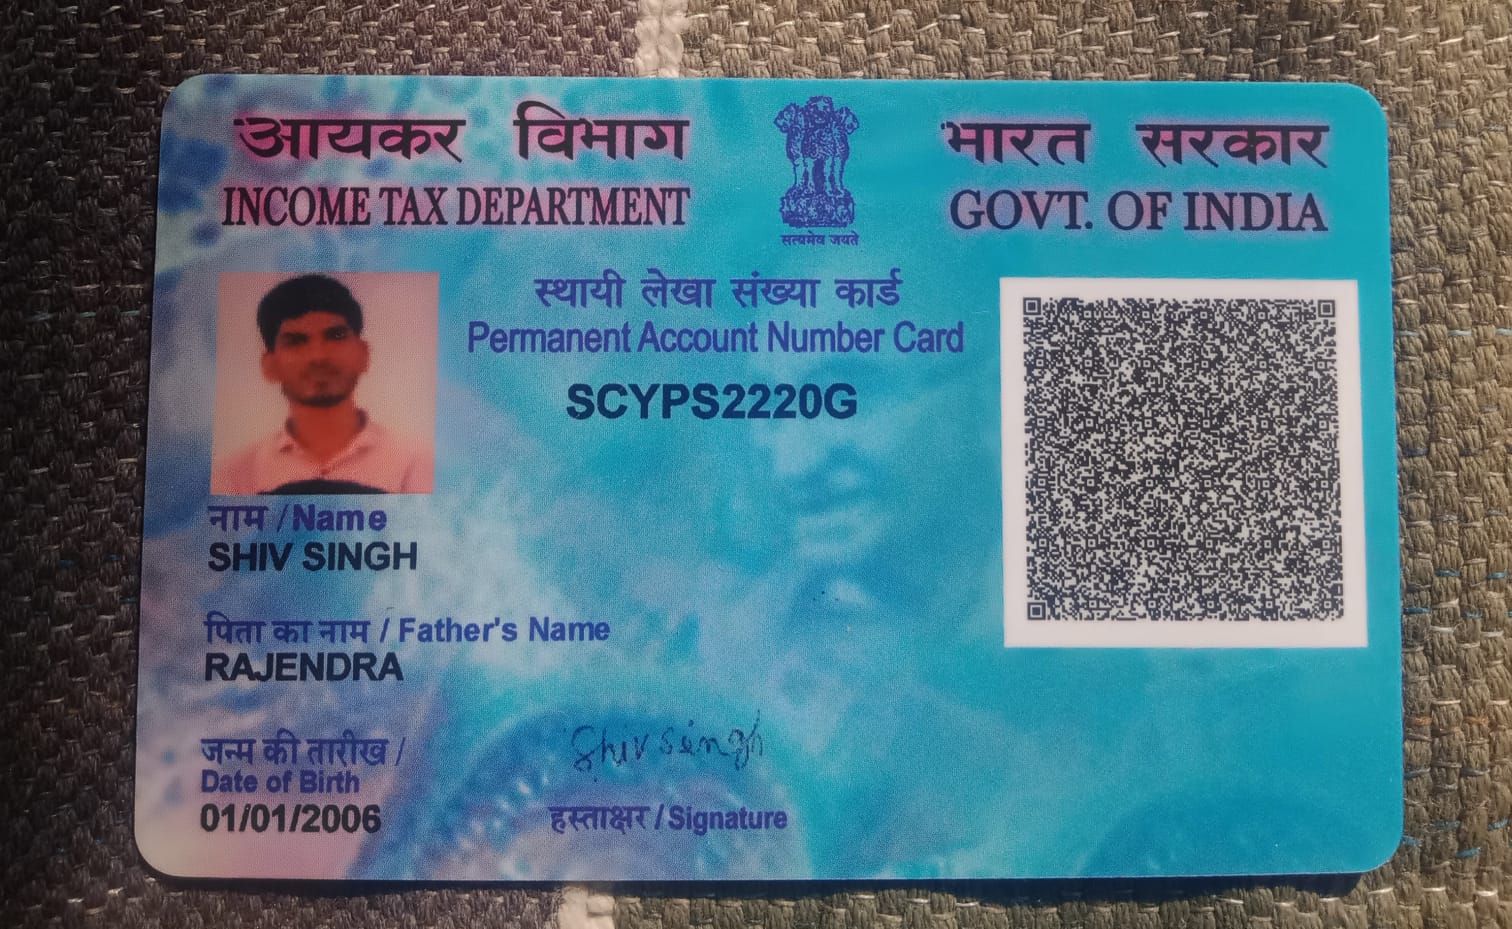 आयकर विभाग
INCOME TAX DEPARTMENT
सत्यमेव जयते
भारत सरकार
GOVT. OF INDIA
स्थायी लेखा संख्या कार्ड
Permanent Account Number Card
SCYPS2220G
नाम / Name
SHIV SINGH
पिता का नाम / Father's Name
RAJENDRA
जन्म की तारीख /
Date of Birth
01/01/2006
Shiv singh
हस्ताक्षर / Signature